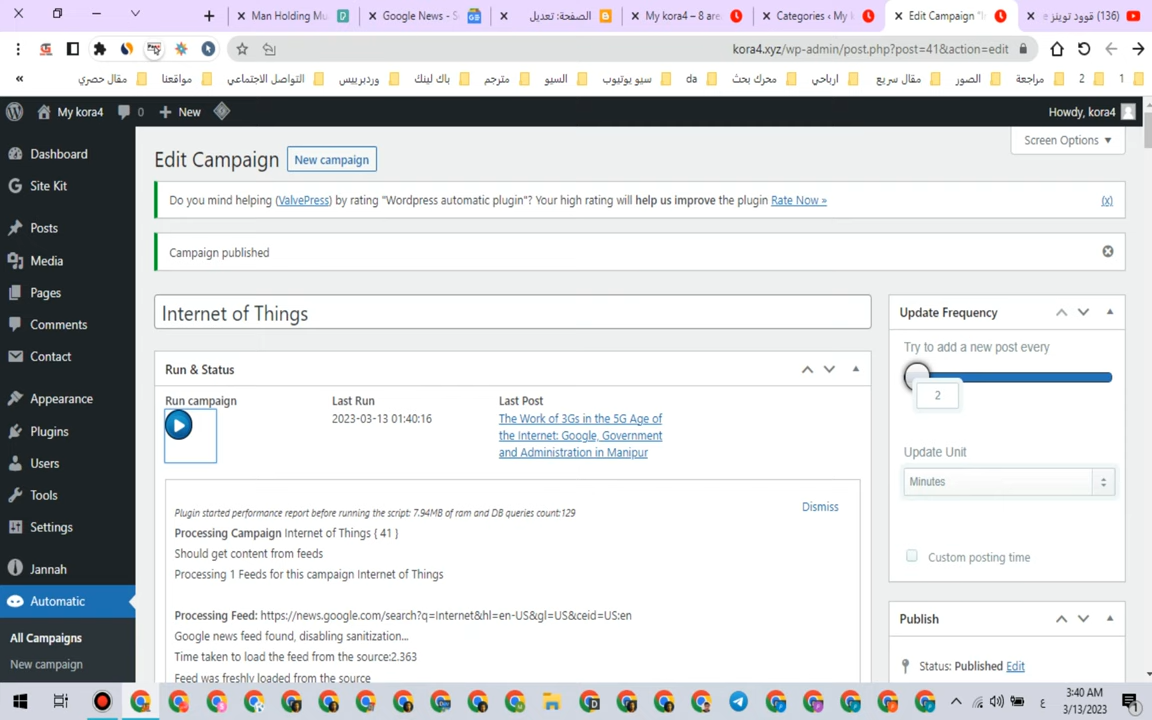 Man Holding Mu
Google News - S
الصفحة: تعديل
My kora4 – 8 are
Categories ‹ My k
Edit Campaign "I
(136) قوود توينز
kora4.xyz/wp-admin/post.php?post=41&action=edit
«
مقال حصري
مواقعنا
التواصل الاجتماعي
وردبرييس
باك لينك
مترجم
السيو
سيو يوتيوب
da
محرك بحث
ارباحي
مقال سريع
الصور
مراجعة
2
1
My kora4
0
New
Howdy, kora4
Screen Options
Dashboard
Site Kit
Posts
Media
Pages
Comments
Contact
Appearance
Plugins
Users
Tools
Settings
Jannah
Automatic
All Campaigns
New campaign
Edit Campaign
New campaign
Do you mind helping (ValvePress) by rating "Wordpress automatic plugin"? Your high rating will help us improve the plugin Rate Now »
(x)
Campaign published
Internet of Things
Run & Status
Run campaign
Last Run
2023-03-13 01:40:16
Last Post
The Work of 3Gs in the 5G Age of
the Internet: Google, Government
and Administration in Manipur
Dismiss
Plugin started performance report before running the script: 7.94MB of ram and DB queries count:129
Processing Campaign Internet of Things { 41 }
Should get content from feeds
Processing 1 Feeds for this campaign Internet of Things
Processing Feed: https://news.google.com/search?q=Internet&hl=en-US&gl=US&ceid=US:en
Google news feed found, disabling sanitization...
Time taken to load the feed from the source:2.363
Feed was freshly loaded from the source
Update Frequency
Try to add a new post every
2
Update Unit
Minutes
Custom posting time
Publish
Status: Published Edit
ع
3:40 AM
3/13/2023
1